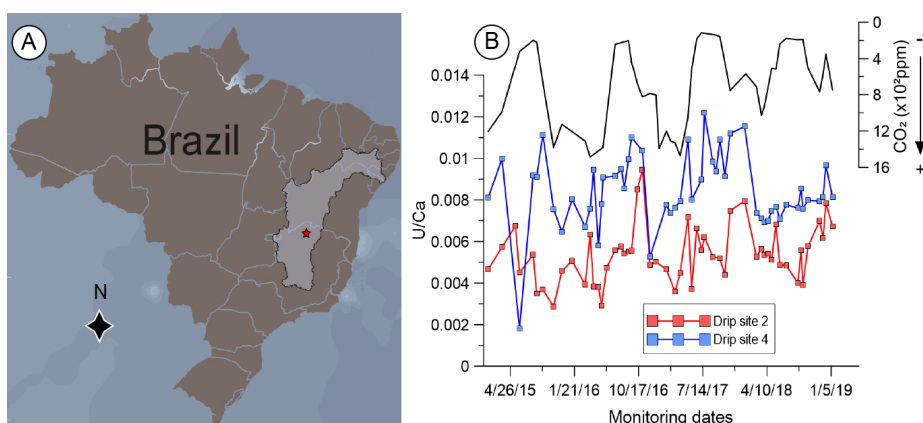 A
Brazil
N
B
0.014
0.012
0.01
0.008
0.006
0.004
0.002
0
U/Ca
0
4
8
12
16
-
+
CO₂ (x10²ppm)
Drip site 2
Drip site 4
4/26/15
1/21/16
10/17/16
7/14/17
4/10/18
1/5/19
Monitoring dates